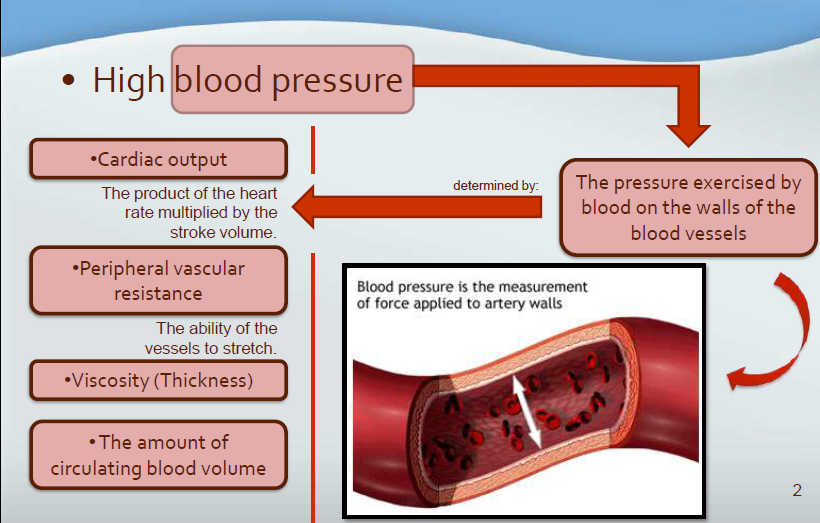 • High blood pressure
•Cardiac output
The product of the heart
rate multiplied by the
stroke volume.
•Peripheral vascular
resistance
The ability of the
vessels to stretch.
•Viscosity (Thickness)
•The amount of
circulating blood volume
determined by:
The pressure exercised by
blood on the walls of the
blood vessels
Blood pressure is the measurement
of force applied to artery walls
2